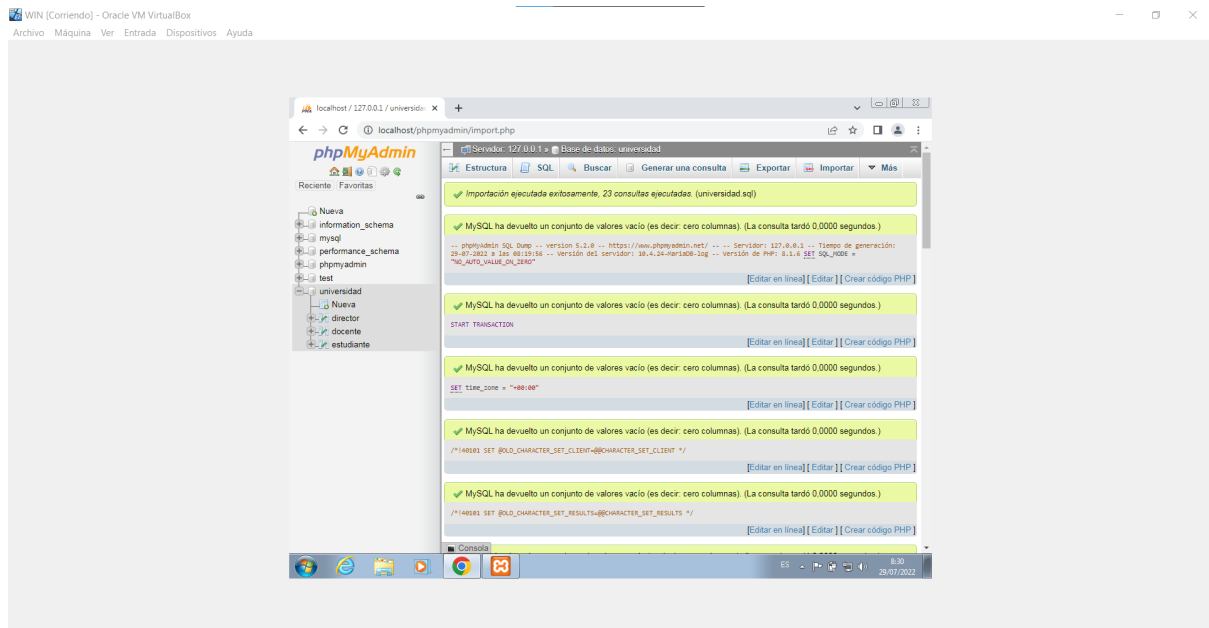 WIN [Corriendo] - Oracle VM VirtualBox
Archivo Máquina Ver Entrada Dispositivos Ayuda
localhost / 127.0.0.1 / universida
localhost/phpmyadmin/import.php
phpMyAdmin
Reciente Favoritas
Nueva
information_schema
mysql
performance_schema
phpmyadmin
test
universidad
Nueva
director
docente
estudiante
Servidor: 127.0.0.1 » Base de datos: universidad
Estructura SQL Buscar Generar una consulta Exportar Importar Más
Importación ejecutada exitosamente, 23 consultas ejecutadas. (universidad.sql)
MySQL ha devuelto un conjunto de valores vacío (es decir: cero columnas). (La consulta tardó 0,0000 segundos.)
-- phpMyAdmin SQL Dump -- version 5.2.0 -- https://www.phpmyadmin.net/ -- -- Servidor: 127.0.0.1 -- Tiempo de generación:
29-07-2022 a las 08:19:56 -- Versión del servidor: 10.4.24-MariaDB-log -- Versión de PHP: 8.1.6 SET SQL_MODE =
"NO_AUTO_VALUE_ON_ZERO"
[Editar en línea] [ Editar ] [ Crear código PHP ]
MySQL ha devuelto un conjunto de valores vacío (es decir: cero columnas). (La consulta tardó 0,0000 segundos.)
START TRANSACTION
[Editar en línea] [ Editar ] [ Crear código PHP ]
MySQL ha devuelto un conjunto de valores vacío (es decir: cero columnas). (La consulta tardó 0,0000 segundos.)
SET time_zone = "+00:00"
[Editar en línea] [ Editar ] [ Crear código PHP ]
MySQL ha devuelto un conjunto de valores vacío (es decir: cero columnas). (La consulta tardó 0,0000 segundos.)
/*!40101 SET @OLD_CHARACTER_SET_CLIENT=@@CHARACTER_SET_CLIENT */
[Editar en línea] [ Editar ] [ Crear código PHP ]
MySQL ha devuelto un conjunto de valores vacío (es decir: cero columnas). (La consulta tardó 0,0000 segundos.)
/*!40101 SET @OLD_CHARACTER_SET_RESULTS=@@CHARACTER_SET_RESULTS */
[Editar en línea] [ Editar ] [ Crear código PHP ]
Consola
ES
8:30
29/07/2022